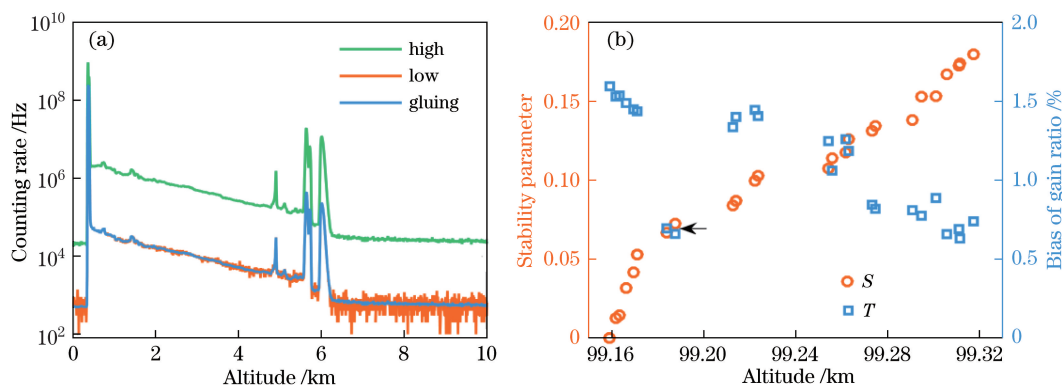 (a)
high
low
gluing
10^10
10^8
10^6
10^4
10^2
Counting rate /Hz
0 2 4 6 8 10
Altitude /km
(b)
S
T
0.20
0.15
0.10
0.05
0
Stability parameter
2.0
1.5
1.0
0.5
0
Bias of gain ratio/%
99.16 99.20 99.24 99.28 99.32
Altitude /km